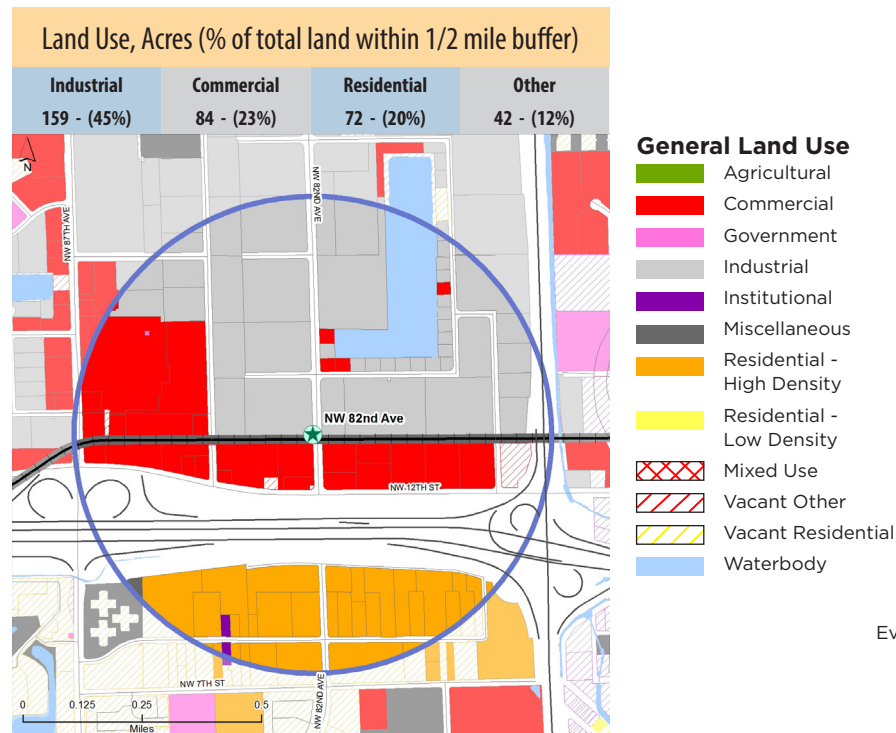 Land Use, Acres (% of total land within 1/2 mile buffer)
Industrial Commercial Residential Other
159 - (45%) 84 - (23%) 72 - (20%) 42 - (12%)
N
NW 87TH AVE
NW 82ND AVE
NW 82nd Ave
NW 12TH ST
NW 7TH ST
NW 82ND AVE
0 0.125 0.25 0.5
Miles
General Land Use
Agricultural
Commercial
Government
Industrial
Institutional
Miscellaneous
Residential -
High Density
Residential -
Low Density
Mixed Use
Vacant Other
Vacant Residential
Waterbody
Ev